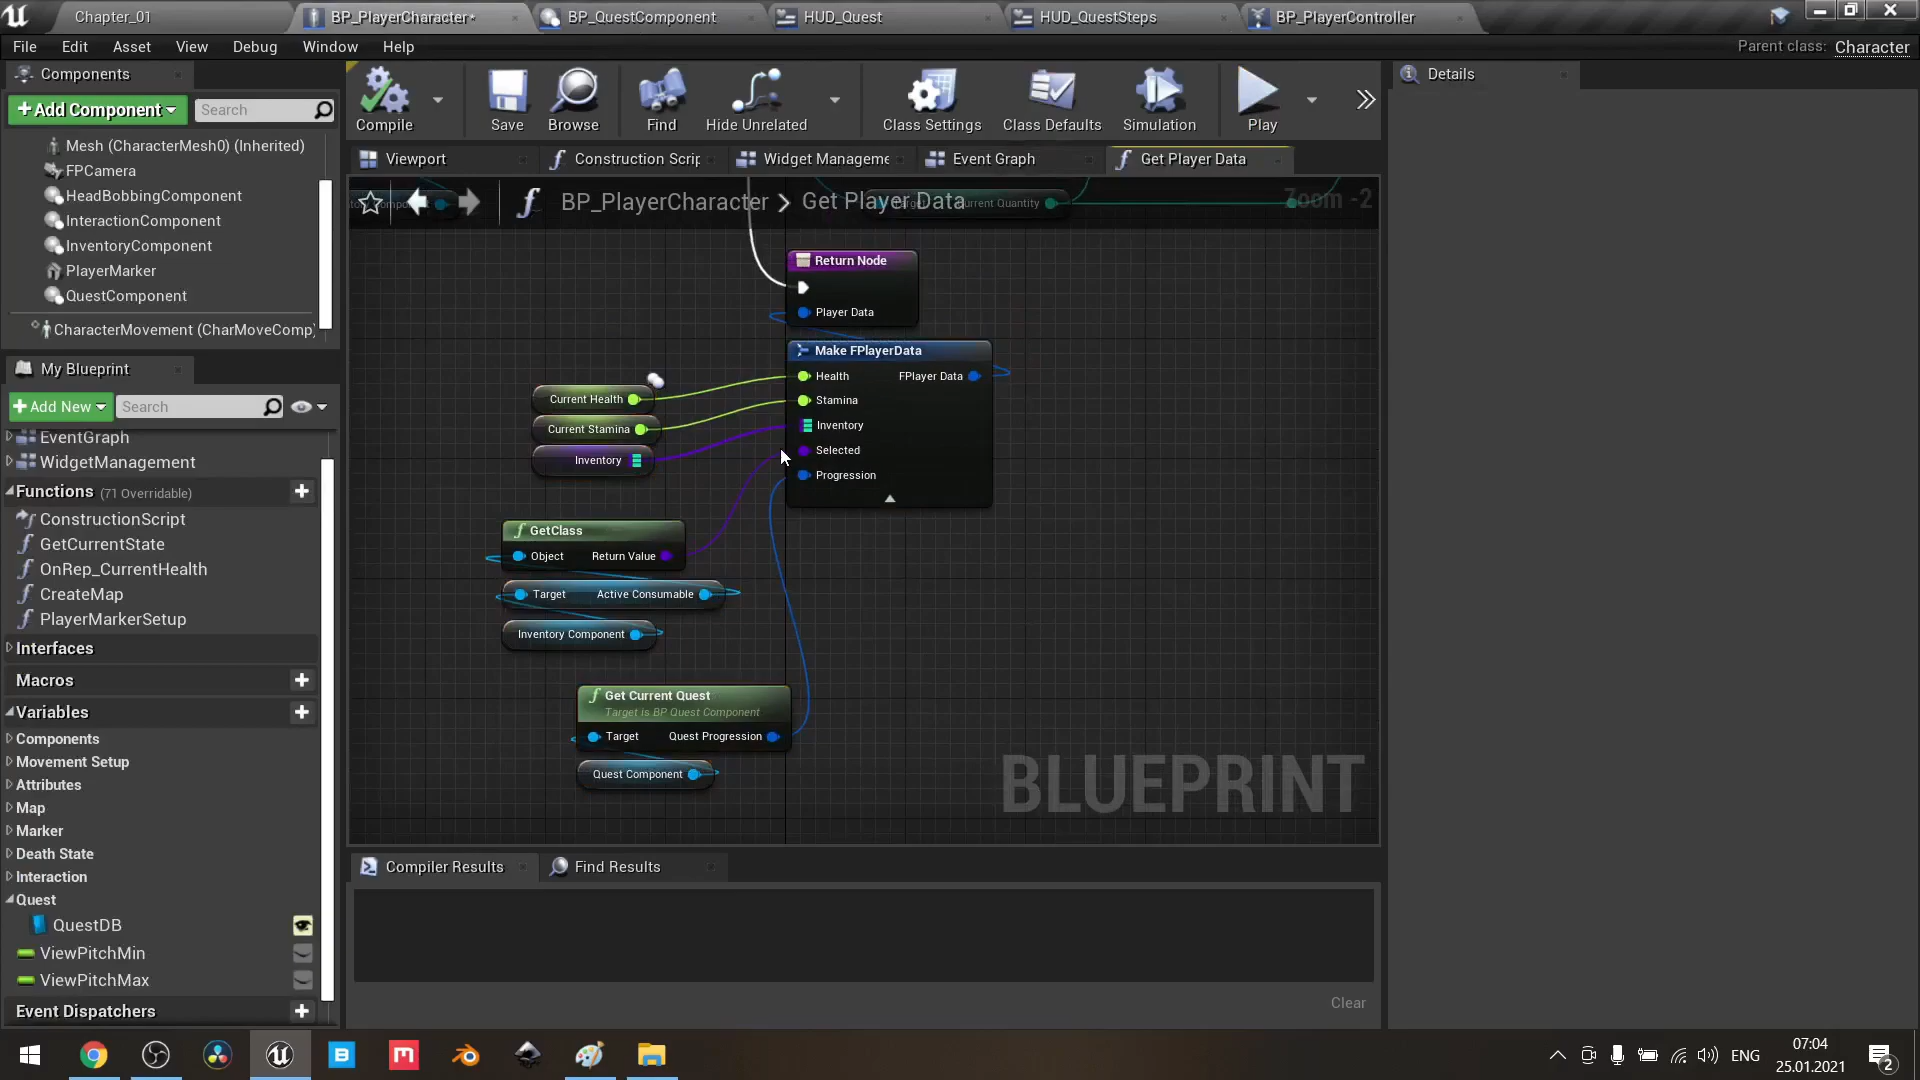 Chapter_01
BP_PlayerCharacter*
BP_QuestComponent
HUD_Quest
HUD_QuestSteps
BP_PlayerController
File Edit Asset View Debug Window Help
Parent class: Character
Components
+Add Component
Search
Mesh (CharacterMesh0) (Inherited)
FPCamera
HeadBobbingComponent
InteractionComponent
InventoryComponent
PlayerMarker
QuestComponent
CharacterMovement (CharMoveComp)
My Blueprint
+Add New
Search
EventGraph
WidgetManagement
Functions (71 Overridable)
ConstructionScript
GetCurrentState
OnRep_CurrentHealth
CreateMap
PlayerMarkerSetup
Interfaces
Macros
Variables
Components
Movement Setup
Attributes
Map
Marker
Death State
Interaction
Quest
QuestDB
ViewPitchMin
ViewPitchMax
Event Dispatchers
Compile
Save
Browse
Find
Hide Unrelated
Class Settings
Class Defaults
Simulation
Play
Viewport
Construction Scrip
Widget Manageme
Event Graph
Get Player Data
BP_PlayerCharacter > Get Player Data
Current Quantity
Zoom -2
Return Node
Player Data
Make FPlayerData
Health FPlayer Data
Stamina
Inventory
Selected
Progression
Current Health
Current Stamina
Inventory
GetClass
Object Return Value
Target Active Consumable
Inventory Component
Get Current Quest
Target is BP Quest Component
Target Quest Progression
Quest Component
BLUEPRINT
Compiler Results
Find Results
Clear
Details
ENG
07:04
25.01.2021
2